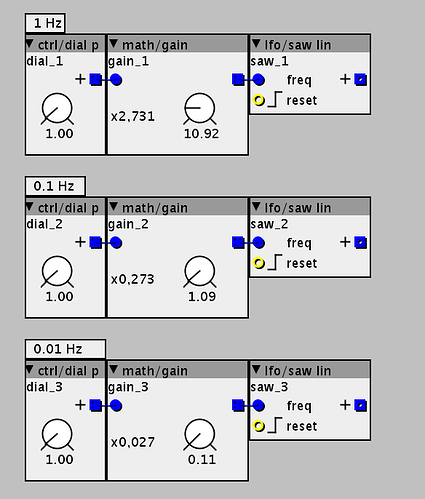 1 Hz
ctrl/dial p math/gain lfo/saw lin
dial_1 gain_1 saw_1
+ freq +
reset
x2,731
1.00 10.92
0.1 Hz
ctrl/dial p math/gain lfo/saw lin
dial_2 gain_2 saw_2
+ freq +
reset
x0,273
1.00 1.09
0.01 Hz
ctrl/dial p math/gain lfo/saw lin
dial_3 gain_3 saw_3
+ freq +
reset
x0,027
1.00 0.11